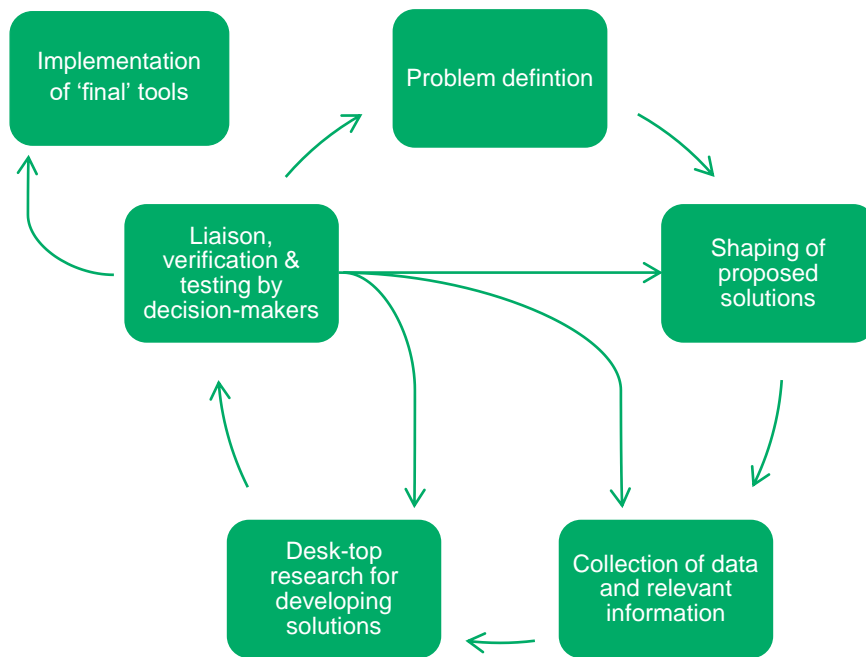 Implementation
of ‘final’ tools
Problem defintion
Liaison,
verification &
testing by
decision-makers
Shaping of
proposed
solutions
Desk-top
research for
developing
solutions
Collection of data
and relevant
information